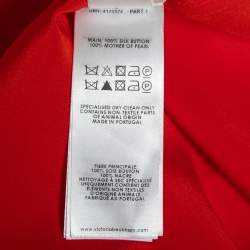 MAIN: 100% SILK BUTTON:
100% MOTHER OF PEARL
SPECIALISED DRY CLEAN ONLY
CONTAINS NON-TEXTILE PARTS
OF ANIMAL ORIGIN
MADE IN PORTUGAL
TISSU PRINCIPALE:
100% SOIE BOUTON:
100% NACRE
NETTOYAGE À SEC SPÉCIALISÉ
UNIQUEMENT CONTIENT DES
ÉLÉMENTS NON TEXTILES
D'ORIGINE ANIMALE
FABRIQUÉ AU PORTUGAL
www.victoriabeckham.com